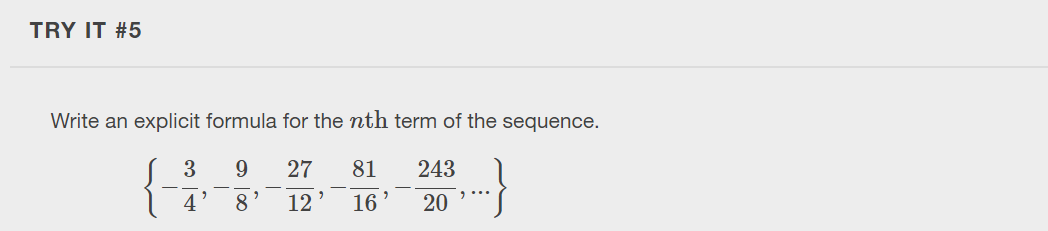 TRY IT #5
Write an explicit formula for the nth term of the sequence.
{−3/4, −9/8, −27/12, −81/16, −243/20, ...}